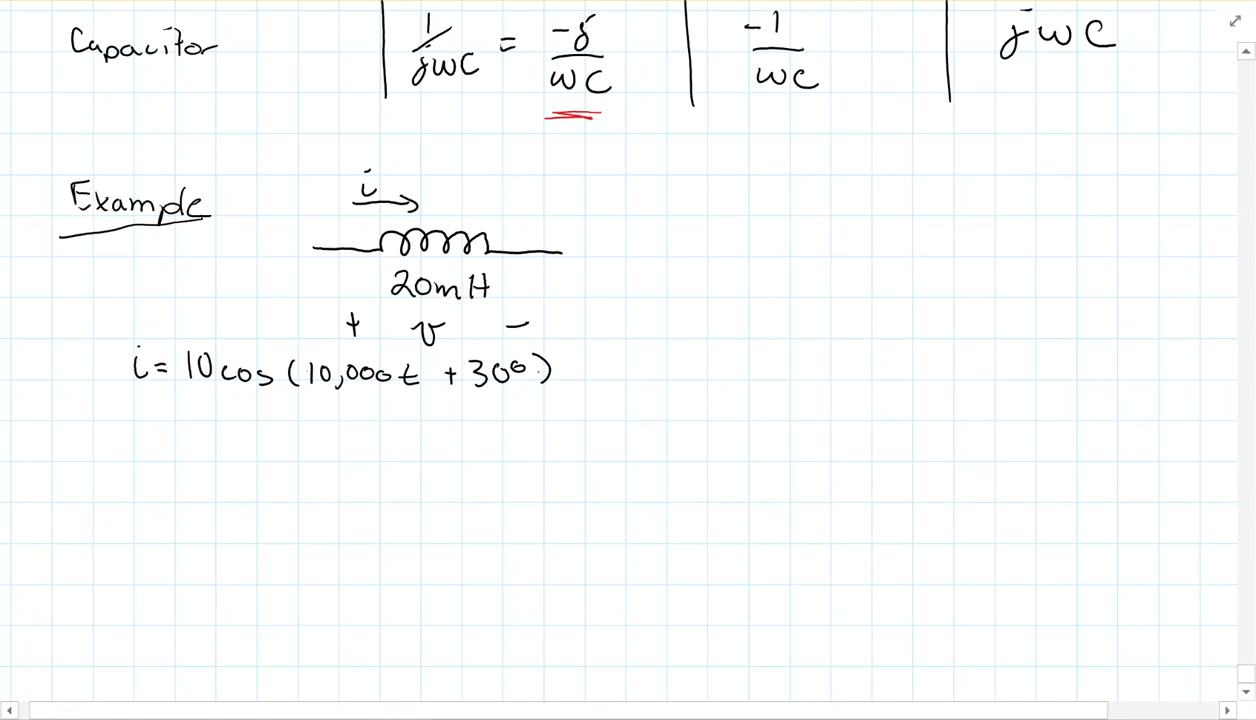 Capacitor | 1/jωC = -j/ωC | -1/ωC | jωC
Example
i
20mH
+ v -
i = 10 cos (10,000t + 30°)